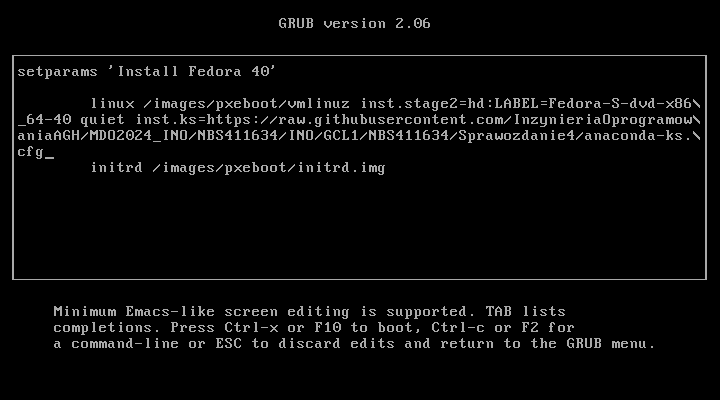 GRUB version 2.06
setparams 'Install Fedora 40'
linux /images/pxeboot/vmlinuz inst.stage2=hd:LABEL=Fedora-S-dvd-x86\
_64-40 quiet inst.ks=https://raw.githubusercontent.com/InzynieriaOprogramow\
aniaAGH/MDO2024_INO/NBS411634/INO/GCL1/NBS411634/Sprawozdanie4/anaconda-ks.\
cfg_
initrd /images/pxeboot/initrd.img
Minimum Emacs-like screen editing is supported. TAB lists
completions. Press Ctrl-x or F10 to boot, Ctrl-c or F2 for
a command-line or ESC to discard edits and return to the GRUB menu.